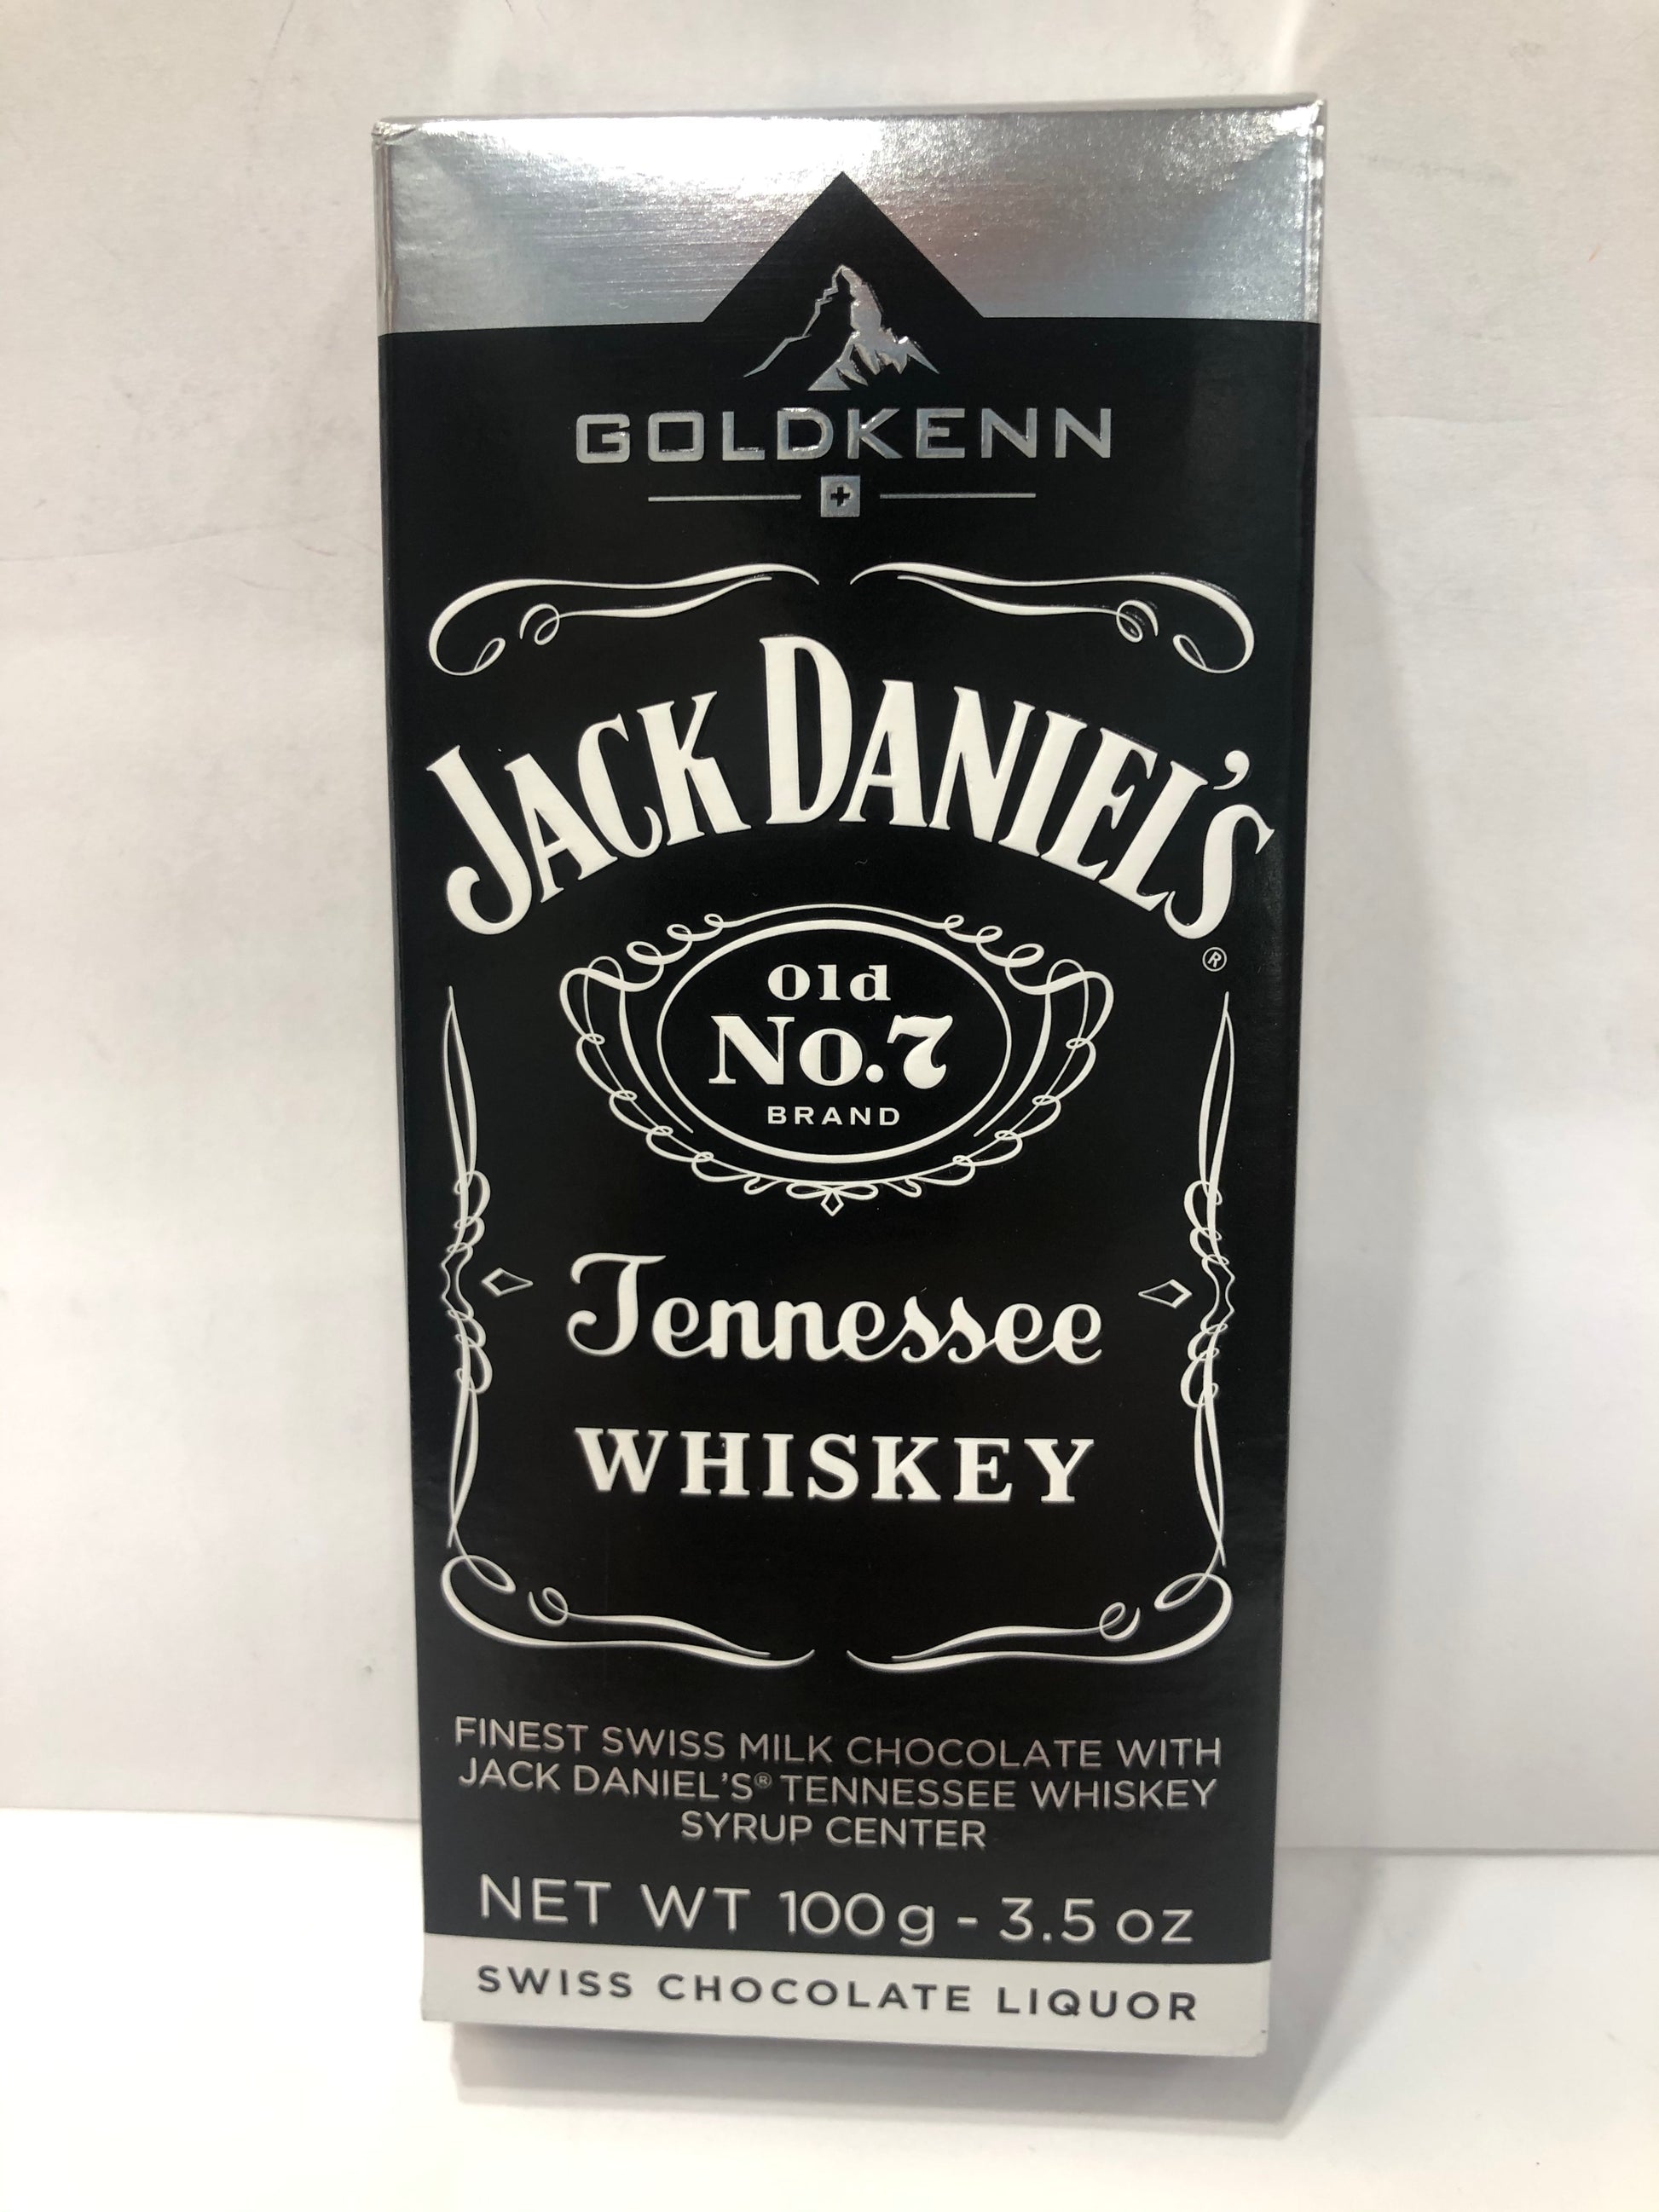 GOLDKENN
JACK DANIEL'S
®
Old
No.7
BRAND
Tennessee
WHISKEY
FINEST SWISS MILK CHOCOLATE WITH
JACK DANIEL'S® TENNESSEE WHISKEY
SYRUP CENTER
NET WT 100g - 3.5 oz
SWISS CHOCOLATE LIQUOR